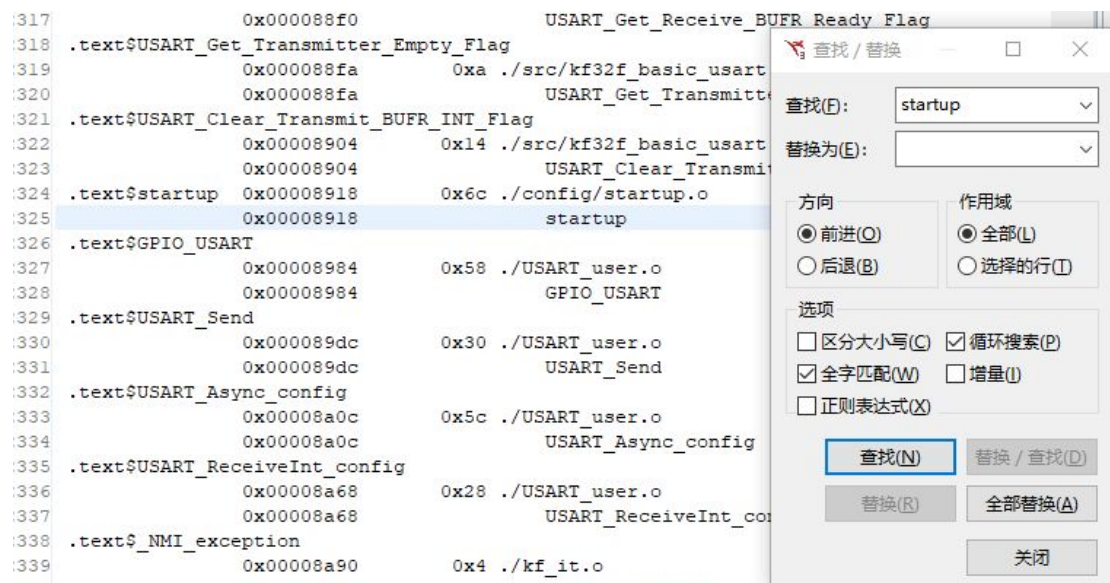 :317 0x000088f0 USART_Get_Receive_BUFR_Ready_Flag
:318 .text$USART_Get_Transmitter_Empty_Flag
:319 0x000088fa 0xa ./src/kf32f_basic_usart
:320 0x000088fa USART_Get_Transmitte
:321 .text$USART_Clear_Transmit_BUFR_INT_Flag
:322 0x00008904 0x14 ./src/kf32f_basic_usart
:323 0x00008904 USART_Clear_Transmi
:324 .text$startup 0x00008918 0x6c ./config/startup.o
:325 0x00008918 startup
:326 .text$GPIO_USART
:327 0x00008984 0x58 ./USART_user.o
:328 0x00008984 GPIO_USART
:329 .text$USART_Send
:330 0x000089dc 0x30 ./USART_user.o
:331 0x000089dc USART_Send
:332 .text$USART_Async_config
:333 0x00008a0c 0x5c ./USART_user.o
:334 0x00008a0c USART_Async_config
:335 .text$USART_ReceiveInt_config
:336 0x00008a68 0x28 ./USART_user.o
:337 0x00008a68 USART_ReceiveInt_co
:338 .text$_NMI_exception
:339 0x00008a90 0x4 ./kf_it.o
查找 / 替换
查找(F): startup
替换为(E):
方向 作用域
前进(O) 全部(L)
后退(B) 选择的行(T)
选项
区分大小写(C) 循环搜索(P)
全字匹配(W) 增量(I)
正则表达式(X)
查找(N) 替换 / 查找(D)
替换(R) 全部替换(A)
关闭